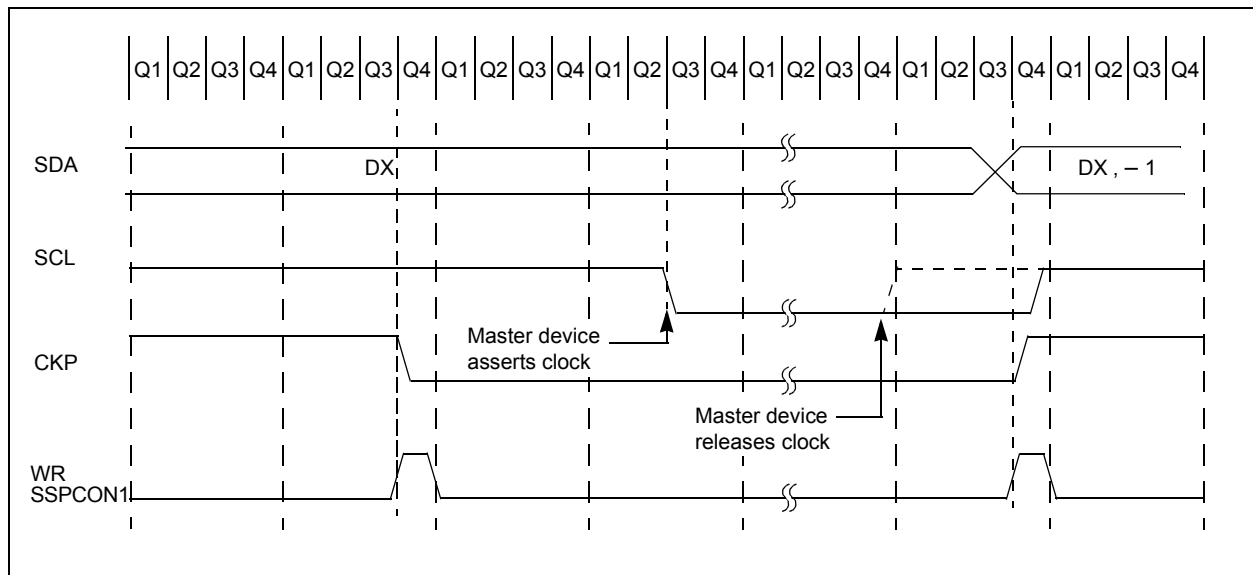 Q1 Q2 Q3 Q4 Q1 Q2 Q3 Q4 Q1 Q2 Q3 Q4 Q1 Q2 Q3 Q4 Q1 Q2 Q3 Q4 Q1 Q2 Q3 Q4 Q1 Q2 Q3 Q4
SDA
DX
DX , – 1
SCL
Master device
asserts clock
CKP
Master device
releases clock
WR
SSPCON1